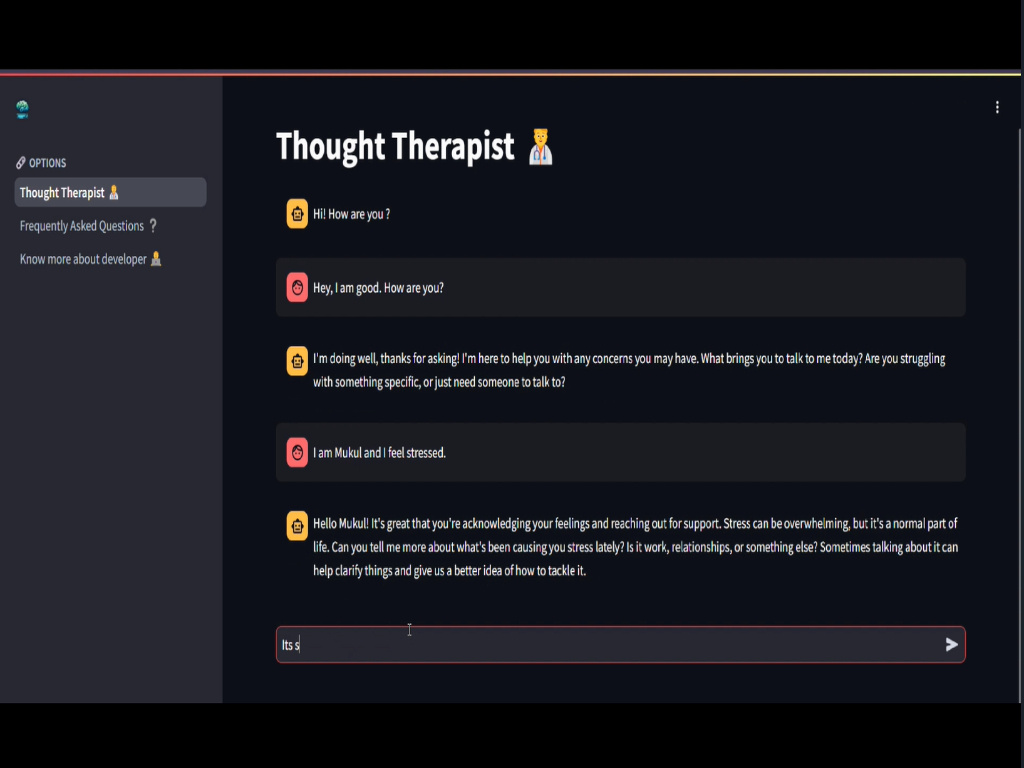 OPTIONS
Thought Therapist
Frequently Asked Questions ?
Know more about developer
Thought Therapist
Hi! How are you ?
Hey, I am good. How are you?
I'm doing well, thanks for asking! I'm here to help you with any concerns you may have. What brings you to talk to me today? Are you struggling
with something specific, or just need someone to talk to?
I am Mukul and I feel stressed.
Hello Mukul! It's great that you're acknowledging your feelings and reaching out for support. Stress can be overwhelming, but it's a normal part of
life. Can you tell me more about what's been causing you stress lately? Is it work, relationships, or something else? Sometimes talking about it can
help clarify things and give us a better idea of how to tackle it.
Its s